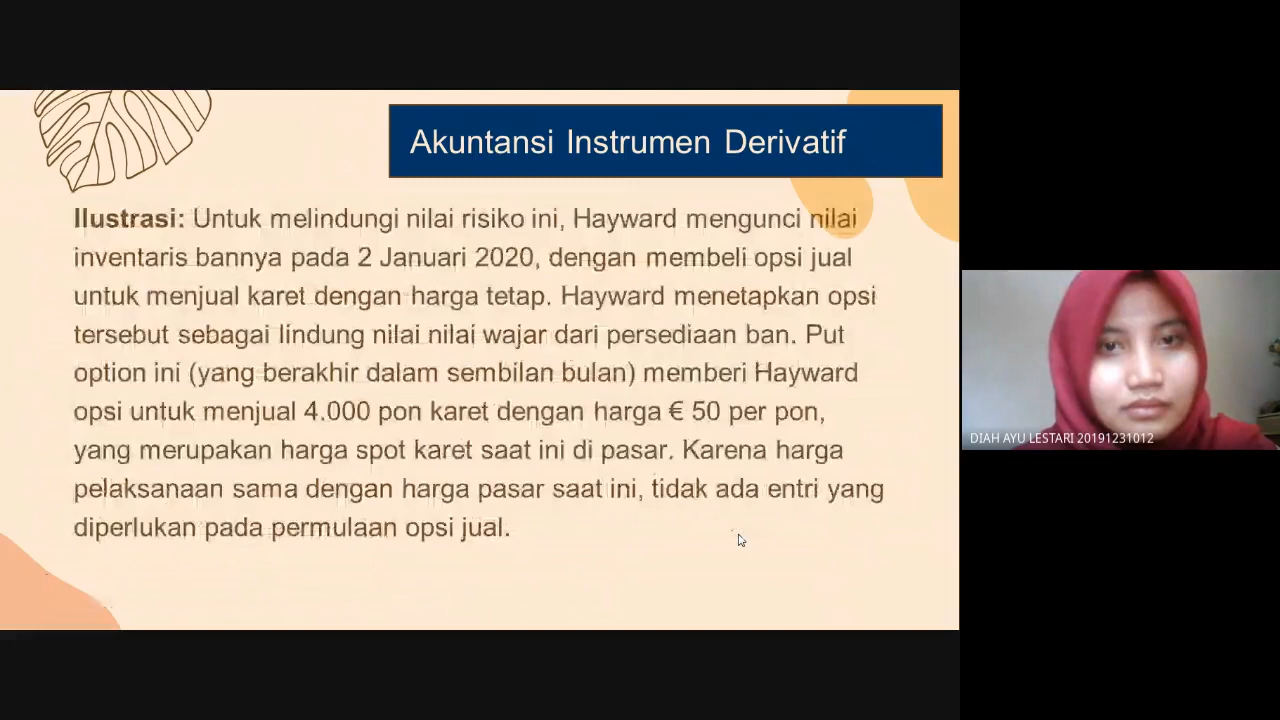 Akuntansi Instrumen Derivatif
Ilustrasi: Untuk melindungi nilai risiko ini, Hayward mengunci nilai
inventaris bannya pada 2 Januari 2020, dengan membeli opsi jual
untuk menjual karet dengan harga tetap. Hayward menetapkan opsi
tersebut sebagai lindung nilai nilai wajar dari persediaan ban. Put
option ini (yang berakhir dalam sembilan bulan) memberi Hayward
opsi untuk menjual 4.000 pon karet dengan harga € 50 per pon,
yang merupakan harga spot karet saat ini di pasar. Karena harga
pelaksanaan sama dengan harga pasar saat ini, tidak ada entri yang
diperlukan pada permulaan opsi jual.
DIAH AYU LESTARI 20191231012